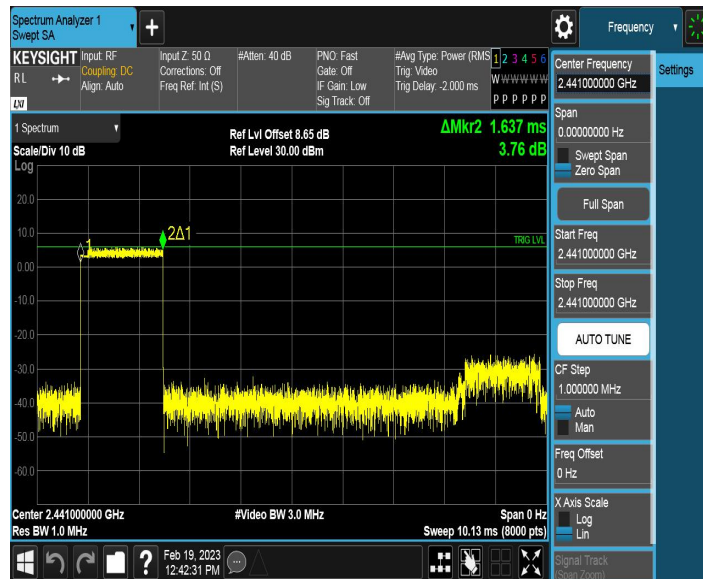 Spectrum Analyzer 1
Swept SA
+
Frequency
KEYSIGHT
RL
LXI
Input: RF
Coupling: DC
Align: Auto
Input Z: 50 Ω
Corrections: Off
Freq Ref: Int (S)
#Atten: 40 dB
PNO: Fast
Gate: Off
IF Gain: Low
Sig Track: Off
#Avg Type: Power (RMS
Trig: Video
Trig Delay: -2.000 ms
1 2 3 4 5 6
W W W W W W
P P P P P P
1 Spectrum
Scale/Div 10 dB
Log
Ref Lvl Offset 8.65 dB
Ref Level 30.00 dBm
ΔMkr2 1.637 ms
3.76 dB
20.0
10.0
0.00
-10.0
-20.0
-30.0
-40.0
-50.0
-60.0
1
2Δ1
TRIG LVL
Center 2.441000000 GHz
Res BW 1.0 MHz
#Video BW 3.0 MHz
Span 0 Hz
Sweep 10.13 ms (8000 pts)
Feb 19, 2023
12:42:31 PM
?
Center Frequency
2.441000000 GHz
Settings
Span
0.00000000 Hz
Swept Span
Zero Span
Full Span
Start Freq
2.441000000 GHz
Stop Freq
2.441000000 GHz
AUTO TUNE
CF Step
1.000000 MHz
Auto
Man
Freq Offset
0 Hz
X Axis Scale
Log
Lin
Signal Track
(Span Zoom)